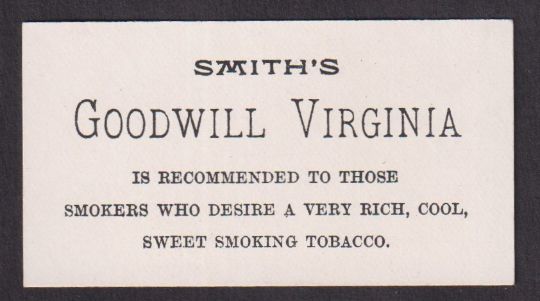 SMITH'S
GOODWILL VIRGINIA
IS RECOMMENDED TO THOSE
SMOKERS WHO DESIRE A VERY RICH, COOL,
SWEET SMOKING TOBACCO.